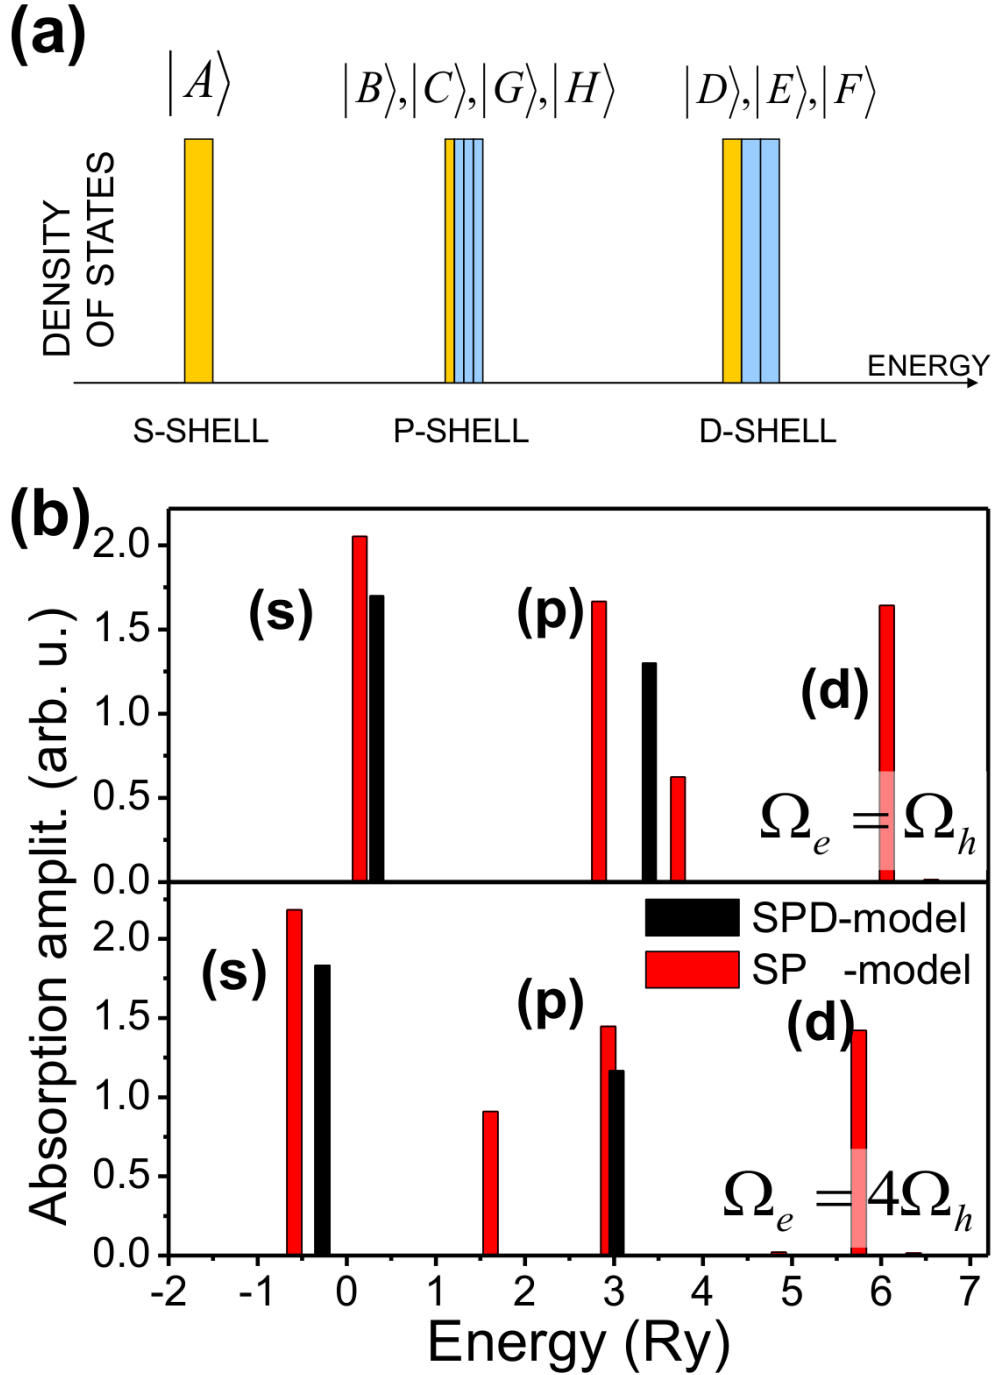 (a)
|A⟩
|B⟩,|C⟩,|G⟩,|H⟩
|D⟩,|E⟩,|F⟩
DENSITY
OF STATES
ENERGY
S-SHELL
P-SHELL
D-SHELL
(b)
2.0
1.5
1.0
0.5
0.0
(s)
(p)
(d)
Ωe = Ωh
SPD-model
SP -model
2.0
1.5
1.0
0.5
0.0
(s)
(p)
(d)
Ωe = 4Ωh
-2 -1 0 1 2 3 4 5 6 7
Energy (Ry)
Absorption amplit. (arb. u.)